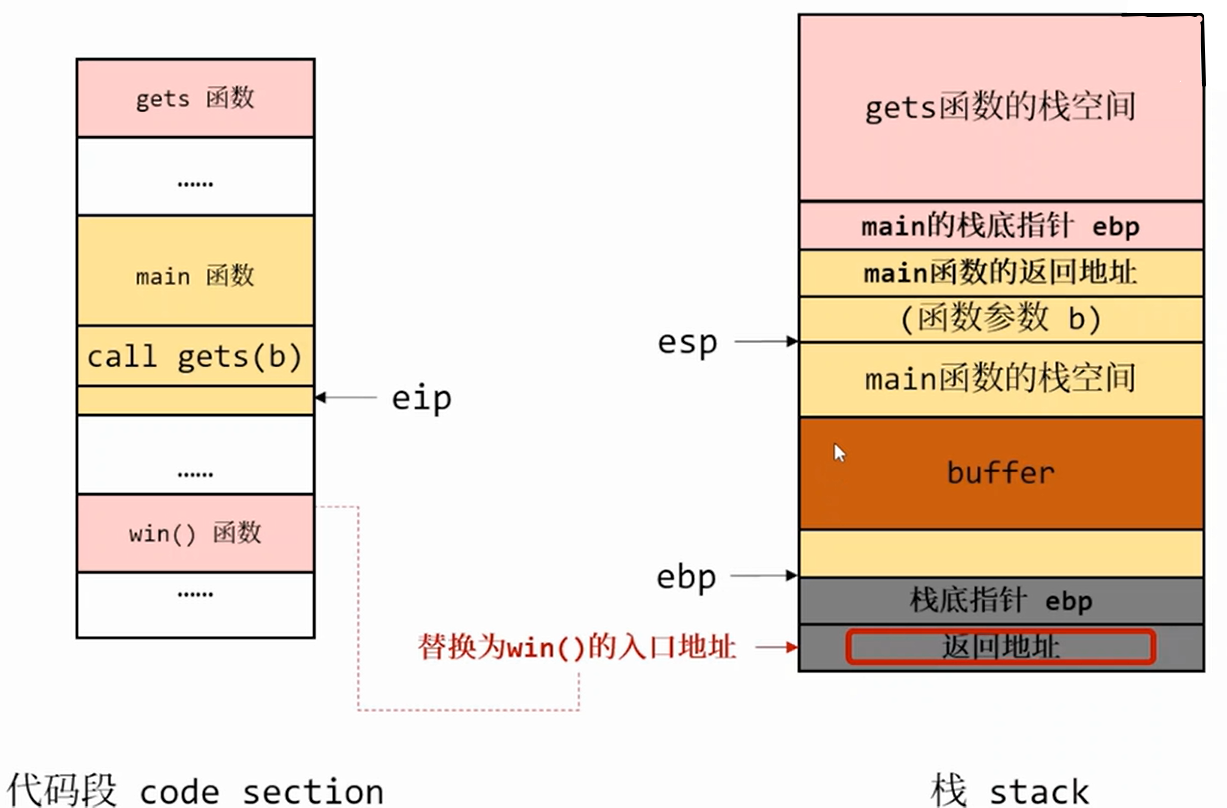 gets 函数
……
main 函数
call gets(b)
eip
……
win() 函数
……
代码段 code section
gets函数的栈空间
main的栈底指针 ebp
main函数的返回地址
(函数参数 b)
esp
main函数的栈空间
buffer
ebp
栈底指针 ebp
替换为win()的入口地址
返回地址
栈 stack